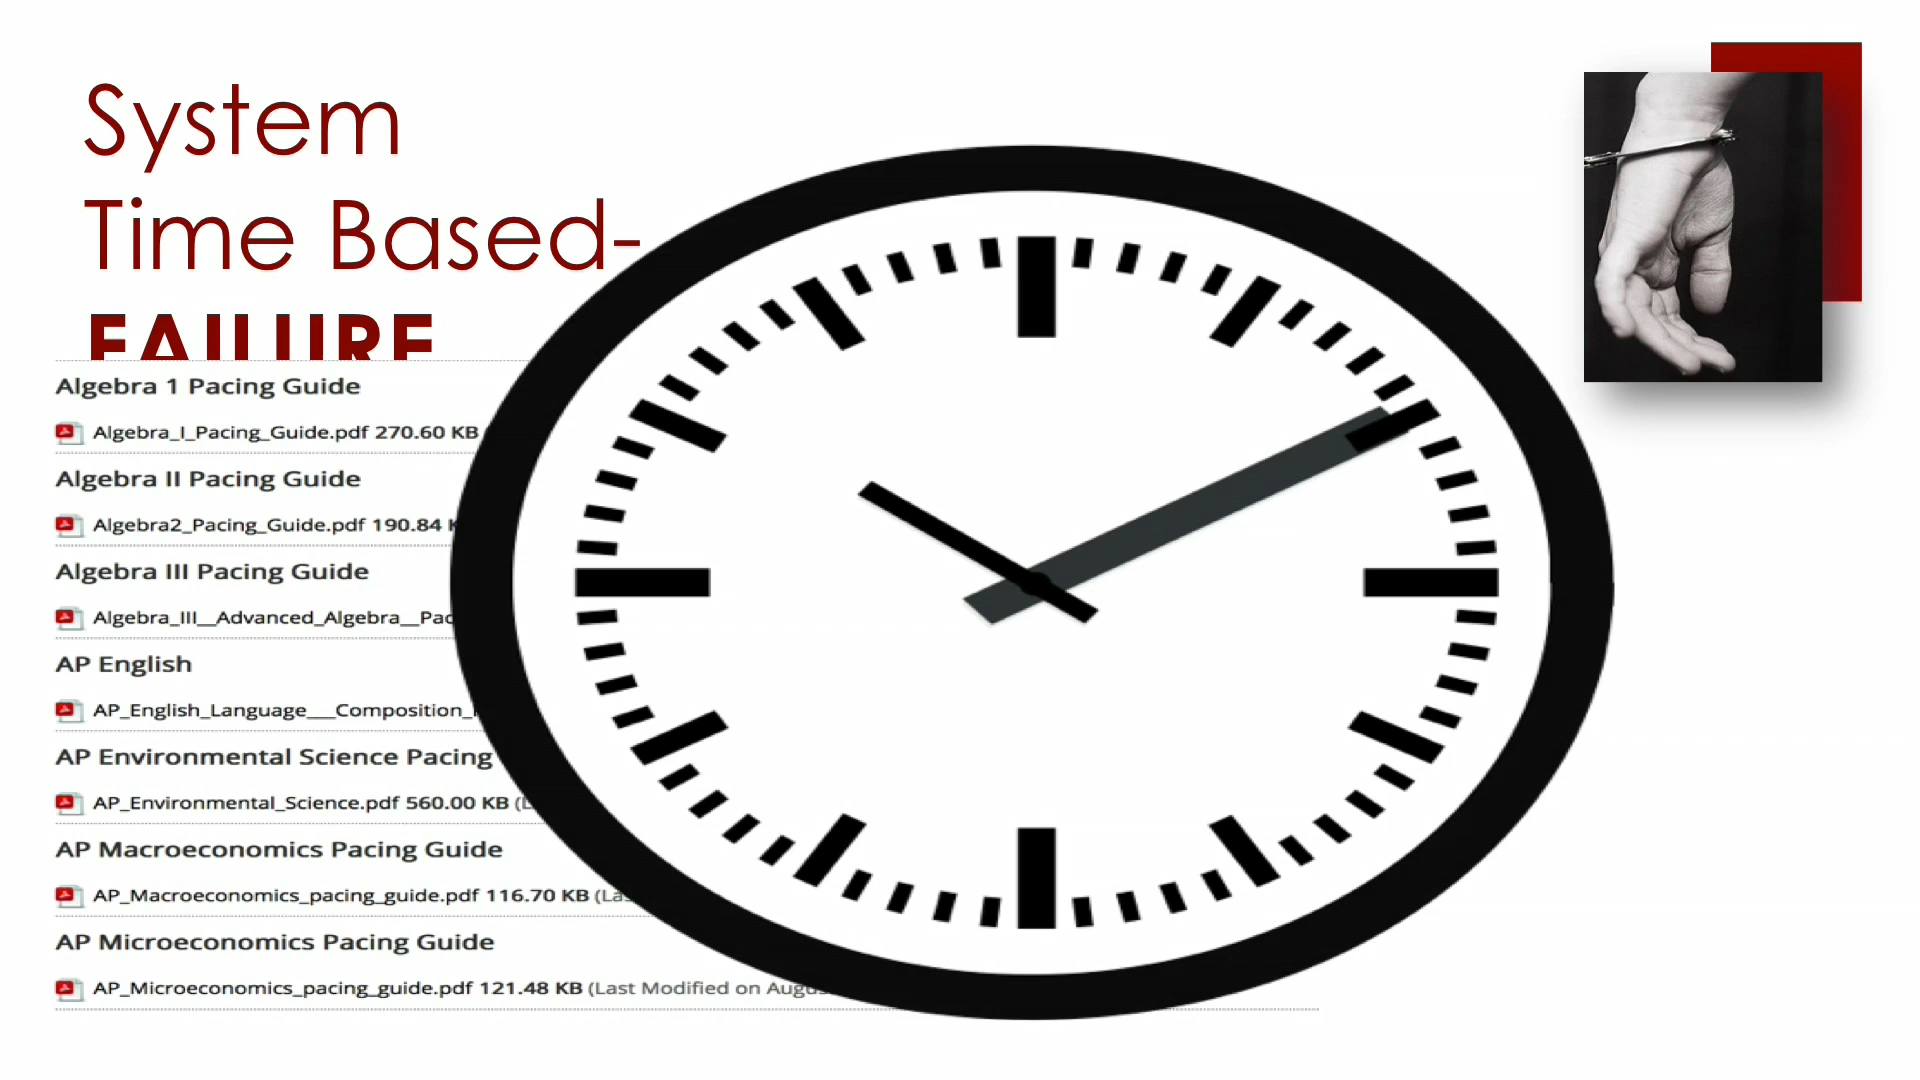 System
Time Based-
FAILURE
Algebra 1 Pacing Guide
Algebra_I_Pacing_Guide.pdf 270.60 KB
Algebra II Pacing Guide
Algebra2_Pacing_Guide.pdf 190.84
Algebra III Pacing Guide
Algebra_III__Advanced_Algebra__Pac
AP English
AP_English_Language___Composition_
AP Environmental Science Pacing
AP_Environmental_Science.pdf 560.00 KB (
AP Macroeconomics Pacing Guide
AP_Macroeconomics_pacing_guide.pdf 116.70 KB (Las
AP Microeconomics Pacing Guide
AP_Microeconomics_pacing_guide.pdf 121.48 KB (Last Modified on Augu